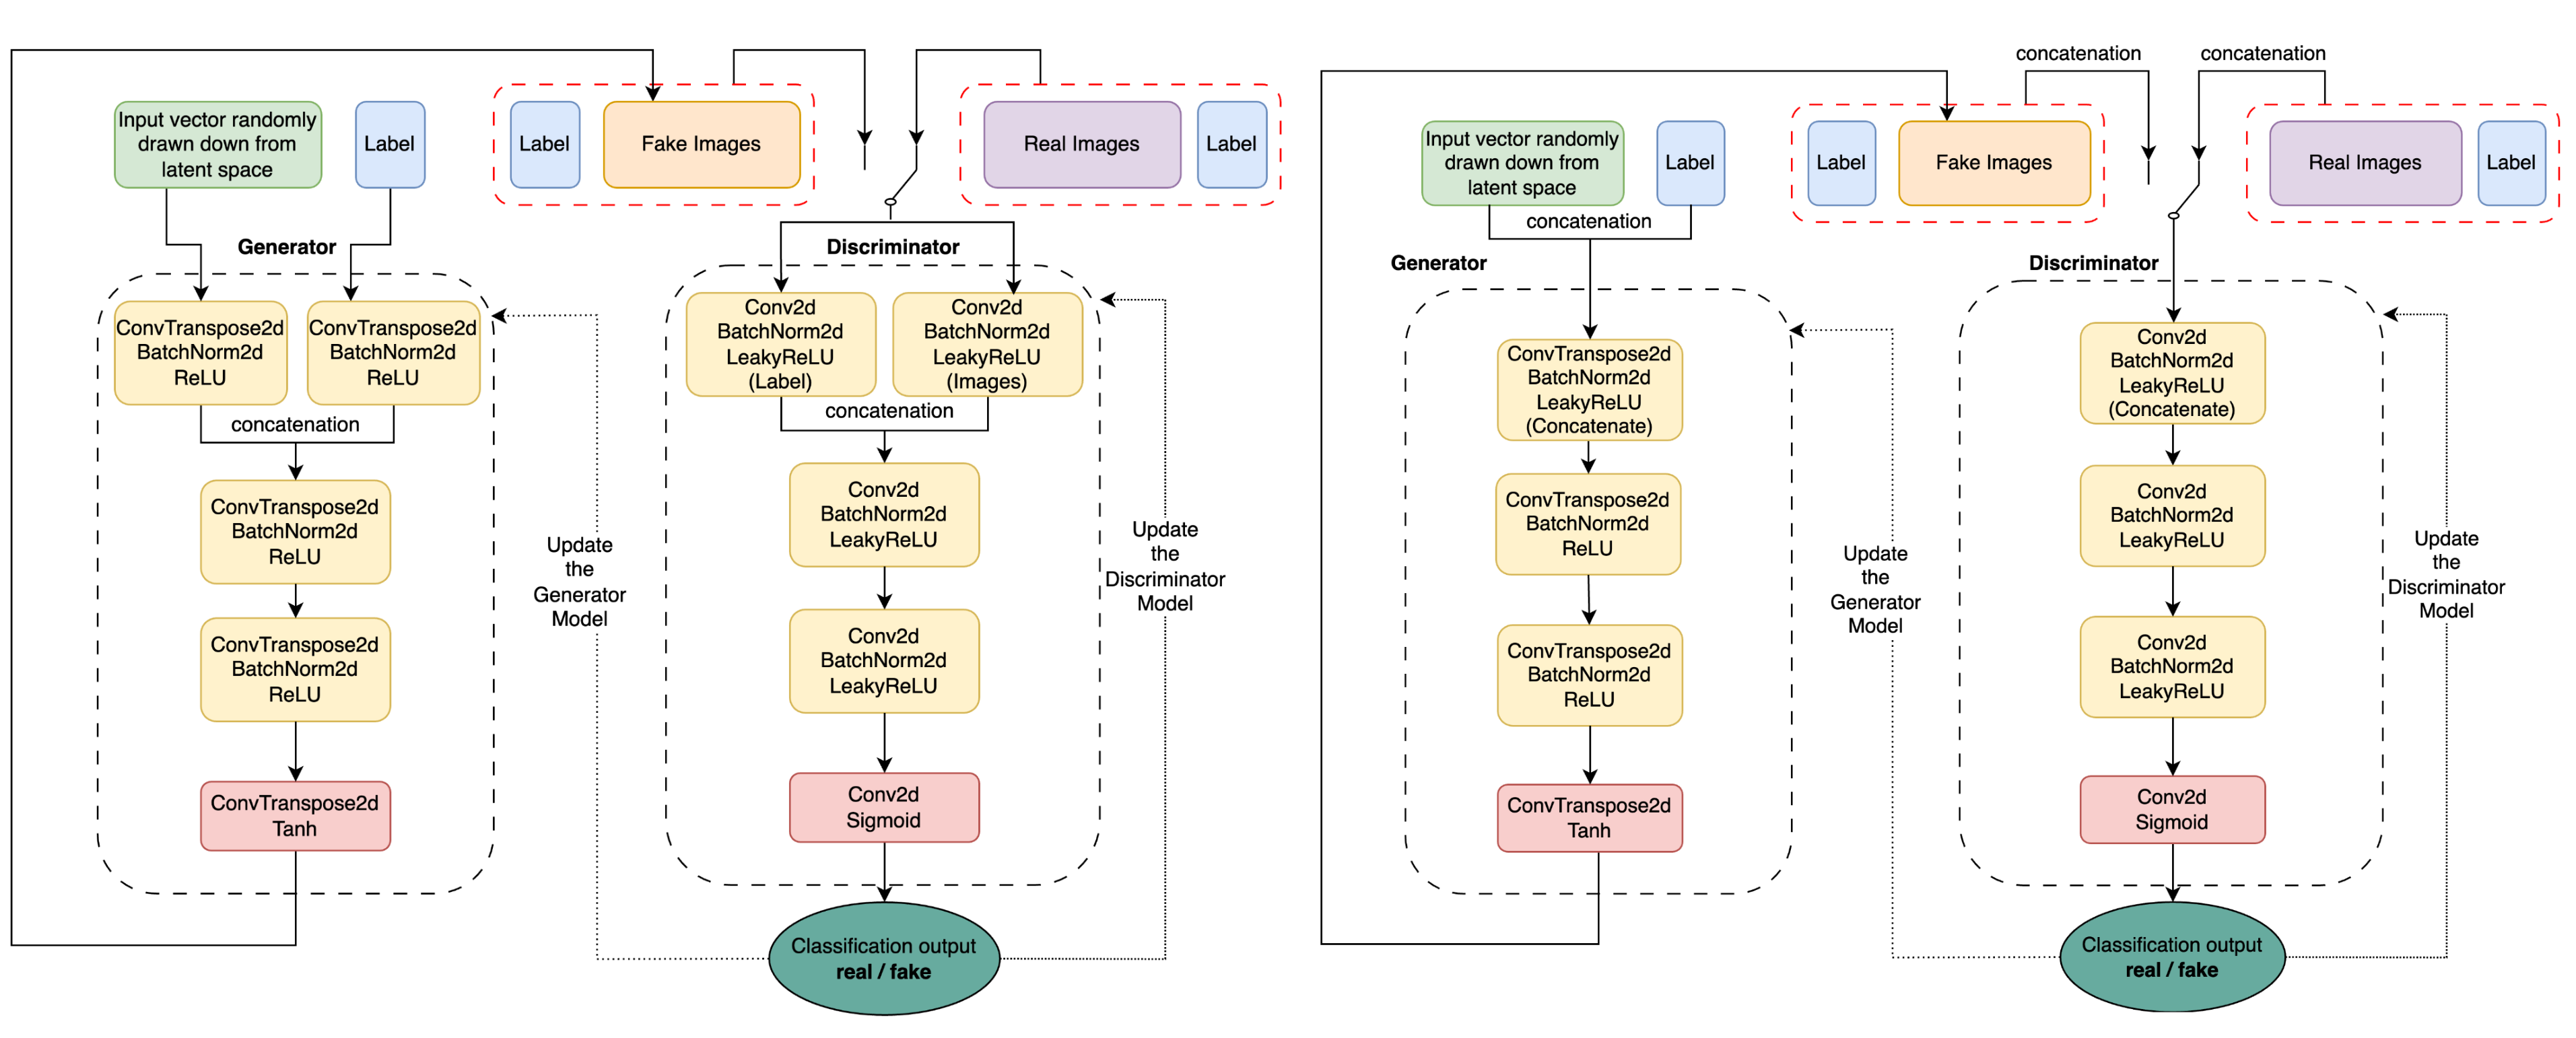 Input vector randomly
drawn down from
latent space
Label
Label
Fake Images
Real Images
Label
Generator
Discriminator
ConvTranspose2d
BatchNorm2d
ReLU
ConvTranspose2d
BatchNorm2d
ReLU
concatenation
ConvTranspose2d
BatchNorm2d
ReLU
ConvTranspose2d
BatchNorm2d
ReLU
ConvTranspose2d
Tanh
Update
the
Generator
Model
Conv2d
BatchNorm2d
LeakyReLU
(Label)
Conv2d
BatchNorm2d
LeakyReLU
(Images)
concatenation
Conv2d
BatchNorm2d
LeakyReLU
Conv2d
BatchNorm2d
LeakyReLU
Conv2d
Sigmoid
Update
the
Discriminator
Model
Classification output
real / fake
concatenation
concatenation
Input vector randomly
drawn down from
latent space
Label
Label
Fake Images
Real Images
Label
concatenation
Generator
Discriminator
ConvTranspose2d
BatchNorm2d
LeakyReLU
(Concatenate)
ConvTranspose2d
BatchNorm2d
ReLU
ConvTranspose2d
BatchNorm2d
ReLU
ConvTranspose2d
Tanh
Update
the
Generator
Model
Conv2d
BatchNorm2d
LeakyReLU
(Concatenate)
Conv2d
BatchNorm2d
LeakyReLU
Conv2d
BatchNorm2d
LeakyReLU
Conv2d
Sigmoid
Update
the
Discriminator
Model
Classification output
real / fake